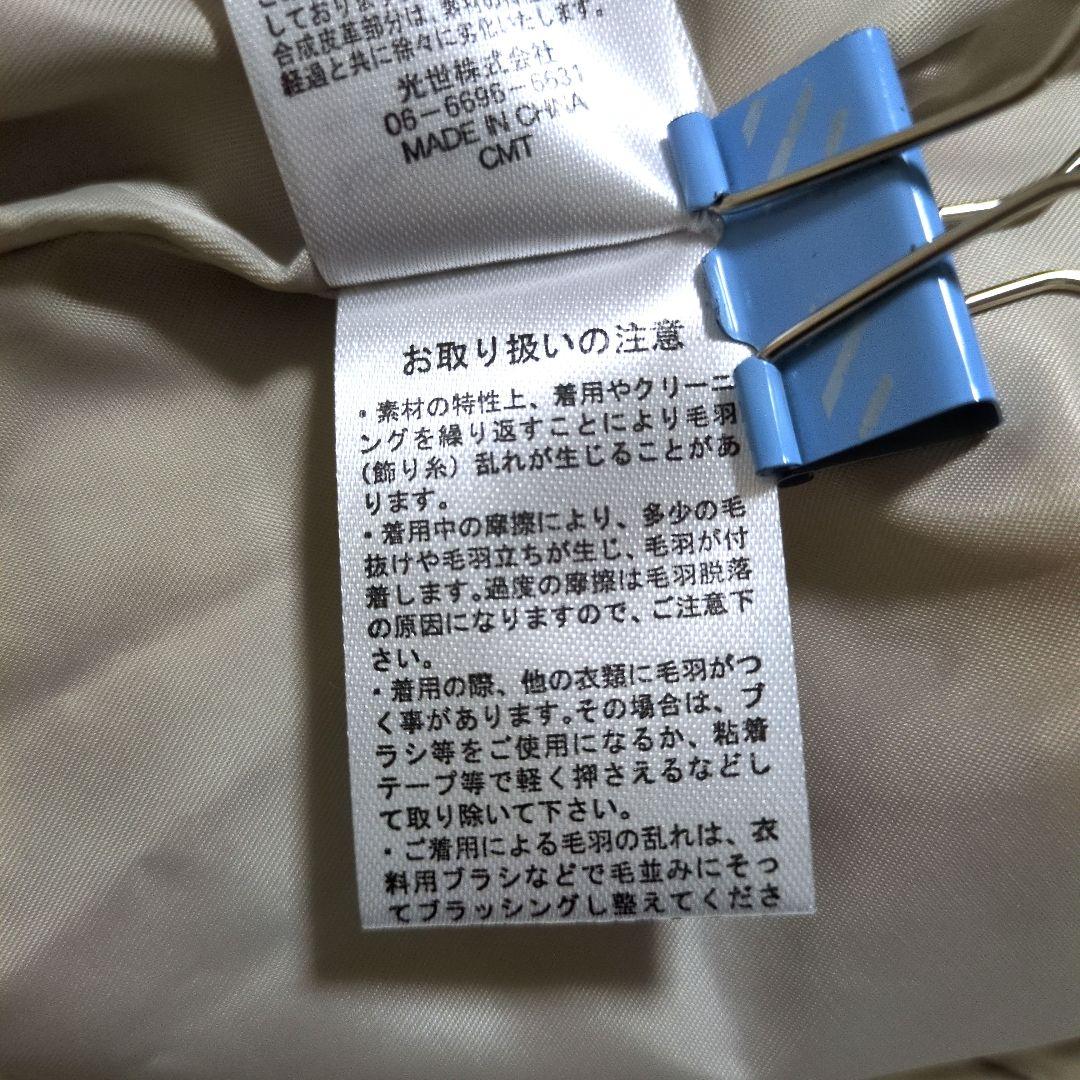 しております
合成皮革部分は、素材の特性
経過と共に徐々に劣化いたします。
光世株式会社
06-6696-6631
MADE IN CHINA
CMT
お取り扱いの注意
・素材の特性上、着用やクリーニ
ングを繰り返すことにより毛羽
(飾り糸)乱れが生じることがあ
ります。
・着用中の摩擦により、多少の毛
抜けや毛羽立ちが生じ、毛羽が付
着します。過度の摩擦は毛羽脱落
の原因になりますので、ご注意下
さい。
・着用の際、他の衣類に毛羽がつ
く事があります。その場合は、ブ
ラシ等をご使用になるか、粘着
テープ等で軽く押さえるなどし
て取り除いて下さい。
・ご着用による毛羽の乱れは、衣
料用ブラシなどで毛並みにそっ
てブラッシングし整えてくださ